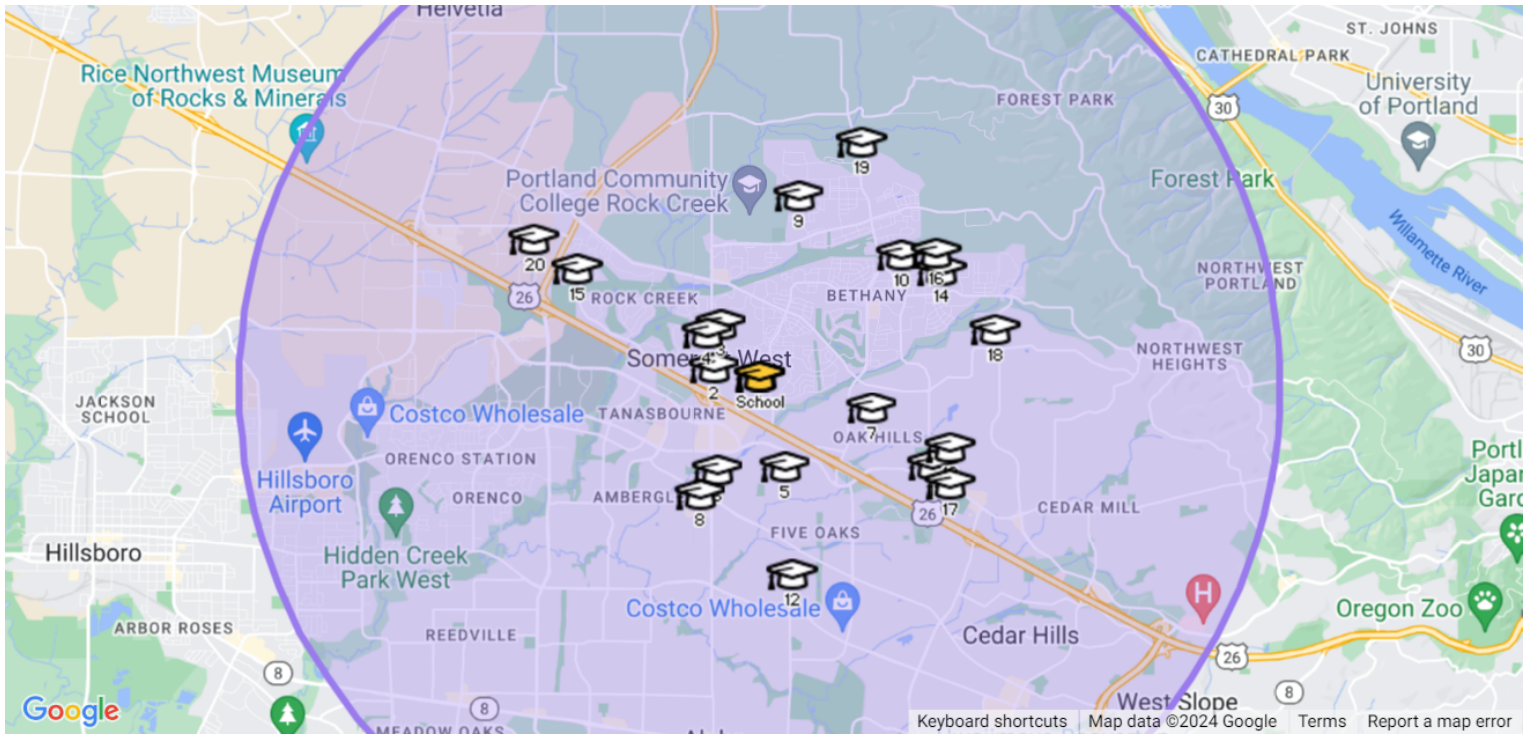 Helvetia
ST. JOHNS
CATHEDRAL PARK
Rice Northwest Museum
of Rocks & Minerals
University
of Portland
30
FOREST PARK
19
Portland Community
College Rock Creek
Forest Park
9
Willamette River
20
10
16
14
15
26
ROCK CREEK
BETHANY
NORTHWEST
PORTLAND
18
30
NORTHWEST
HEIGHTS
4
West
2
School
JACKSON
SCHOOL
Costco Wholesale
TANASBOURNE
7
OAK HILLS
ORENCO STATION
Hillsboro
Airport
ORENCO
5
8
17
26
CEDAR MILL
FIVE OAKS
Hillsboro
Hidden Creek
Park West
12
Costco Wholesale
H
Oregon Zoo
ARBOR ROSES
REEDVILLE
Cedar Hills
26
8
8
8
West Slope
Google
MEADOW OAKS
Keyboard shortcuts
Map data ©2024 Google
Terms
Report a map error